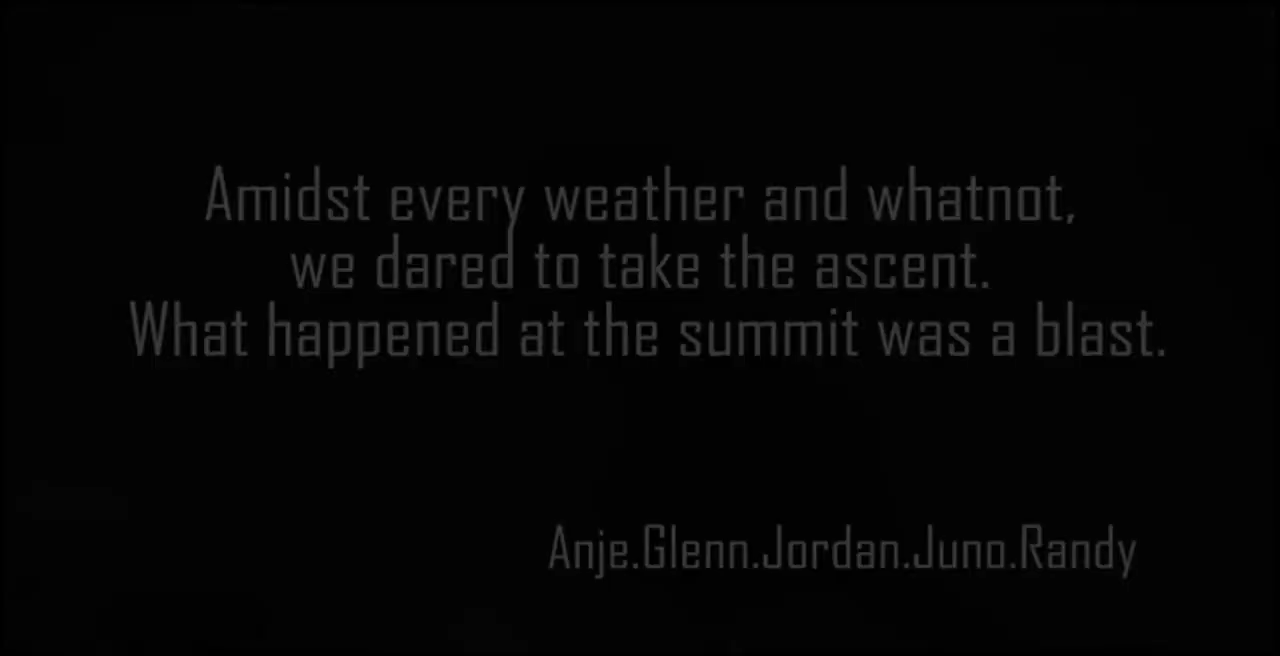 Amidst every weather and whatnot,
we dared to take the ascent.
What happened at the summit was a blast.
Anje.Glenn.Jordan.Juno.Randy